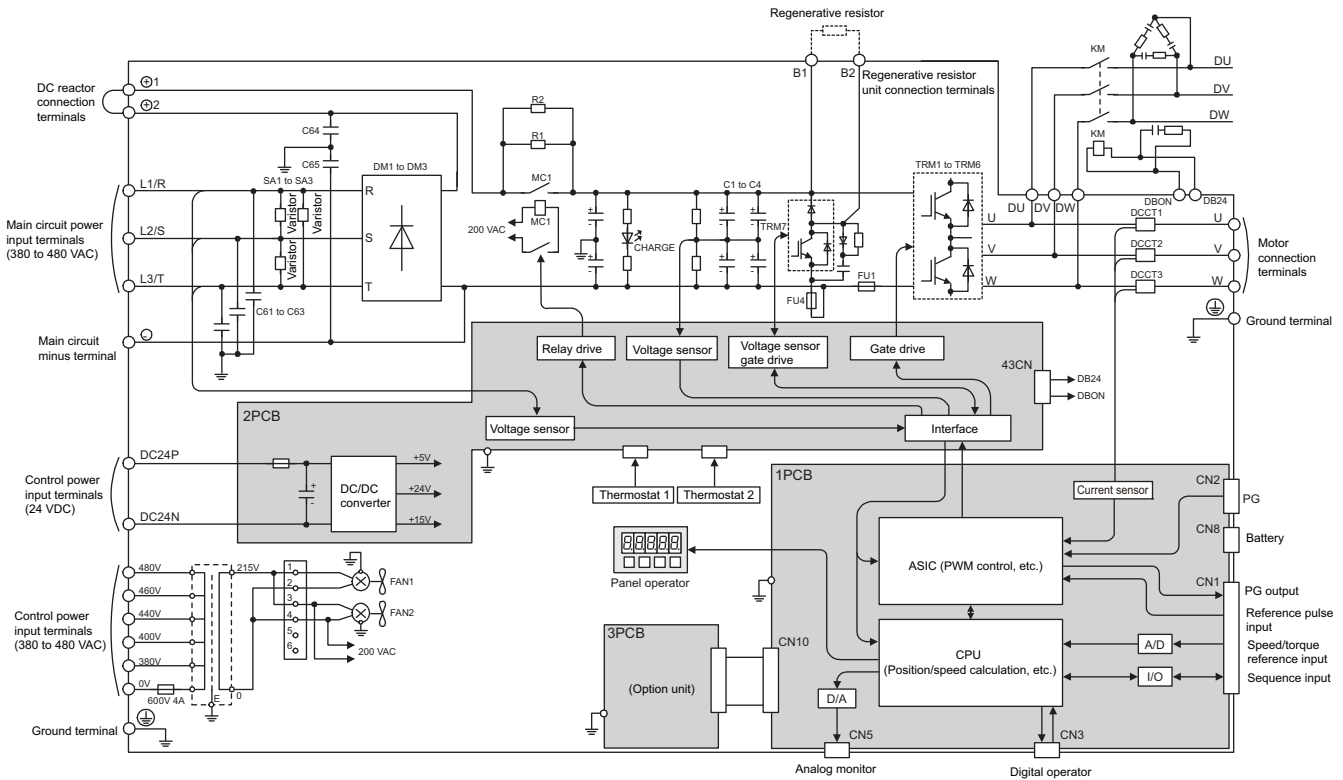 Regenerative resistor
B1
B2
Regenerative resistor
unit connection terminals
KM
DU
DV
DW
KM
DC reactor
connection
terminals
⊕1
⊕2
C64
C65
R2
R1
MC1
MC1
200 VAC
DM1 to DM3
R
S
T
Main circuit power
input terminals
(380 to 480 VAC)
L1/R
L2/S
L3/T
SA1 to SA3
Varistor
Varistor
Varistor
C61 to C63
CHARGE
+
-
+
-
C1 to C4
+
-
+
-
+
-
+
-
TRM7
FU4
FU1
TRM1 to TRM6
U
V
W
DU
DV
DW
DBON
DB24
DCCT1
DCCT2
DCCT3
U
V
W
Motor
connection
terminals
Ground terminal
Main circuit
minus terminal
Relay drive
Voltage sensor
Voltage sensor
gate drive
Gate drive
43CN
DB24
DBON
2PCB
Voltage sensor
Interface
Control power
input terminals
(24 VDC)
DC24P
DC24N
+
-
DC/DC
converter
+5V
+24V
+15V
Thermostat 1
Thermostat 2
1PCB
Current sensor
CN2
PG
CN8
Battery
CN1
PG output
Reference pulse
input
Speed/torque
reference input
Sequence input
Panel operator
ASIC (PWM control, etc.)
CPU
(Position/speed calculation, etc.)
A/D
I/O
D/A
CN5
CN3
Analog monitor
Digital operator
3PCB
(Option unit)
CN10
Control power
input terminals
(380 to 480 VAC)
480V
460V
440V
400V
380V
0V
600V 4A
E
215V
0
1
2
3
4
5
6
FAN1
FAN2
200 VAC
Ground terminal